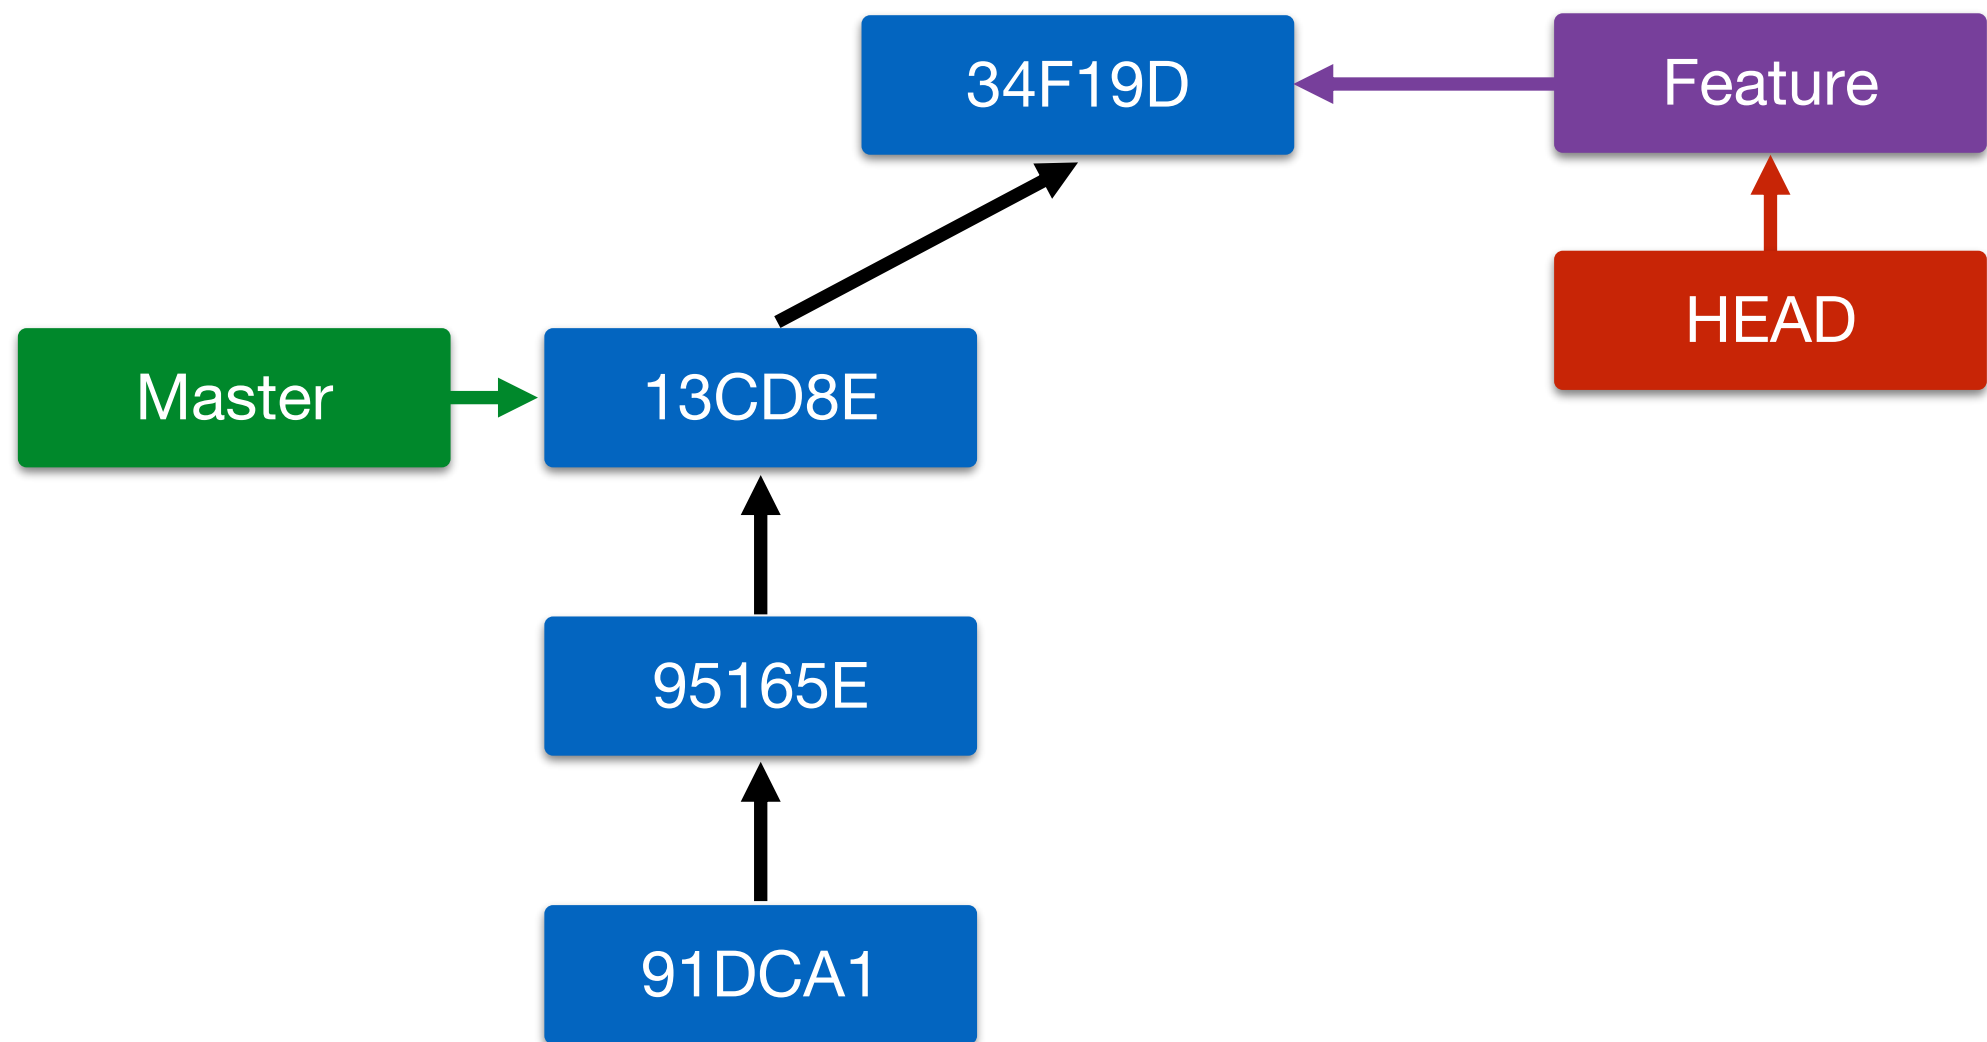 34F19D
Feature
HEAD
Master
13CD8E
95165E
91DCA1